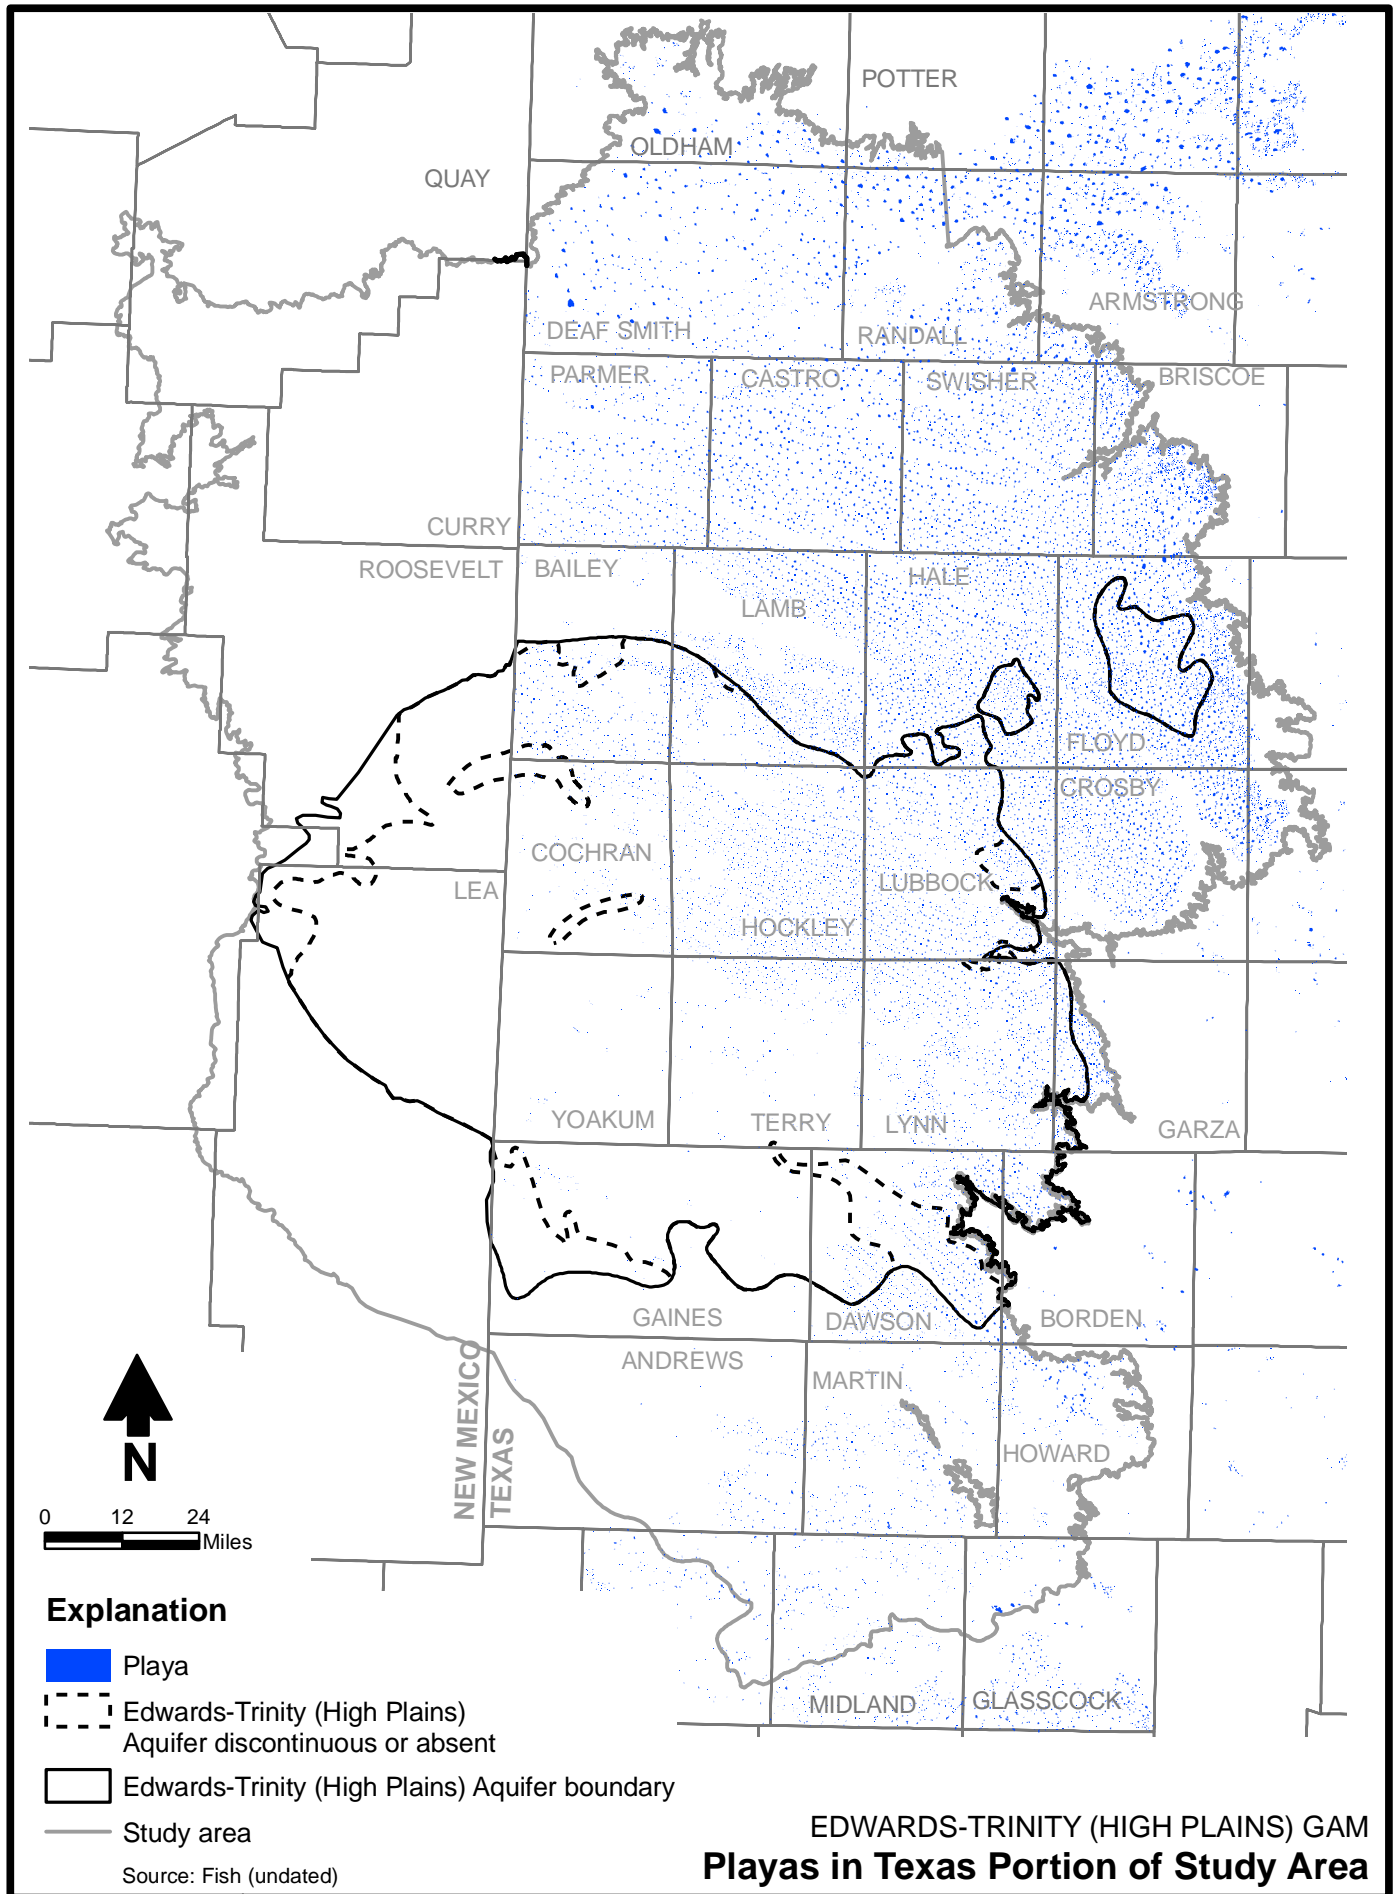 POTTER
OLDHAM
QUAY
ARMSTRONG
DEAF SMITH
RANDALL
PARMER
CASTRO
SWISHER
BRISCOE
CURRY
ROOSEVELT
BAILEY
HALE
LAMB
FLOYD
CROSBY
COCHRAN
LUBBOCK
LEA
HOCKLEY
YOAKUM
TERRY
LYNN
GARZA
GAINES
DAWSON
BORDEN
ANDREWS
MARTIN
HOWARD
NEW MEXICO
TEXAS
N
0 12 24
Miles
MIDLAND
GLASSCOCK
Explanation
Playa
Edwards-Trinity (High Plains)
Aquifer discontinuous or absent
Edwards-Trinity (High Plains) Aquifer boundary
Study area
Source: Fish (undated)
EDWARDS-TRINITY (HIGH PLAINS) GAM
Playas in Texas Portion of Study Area